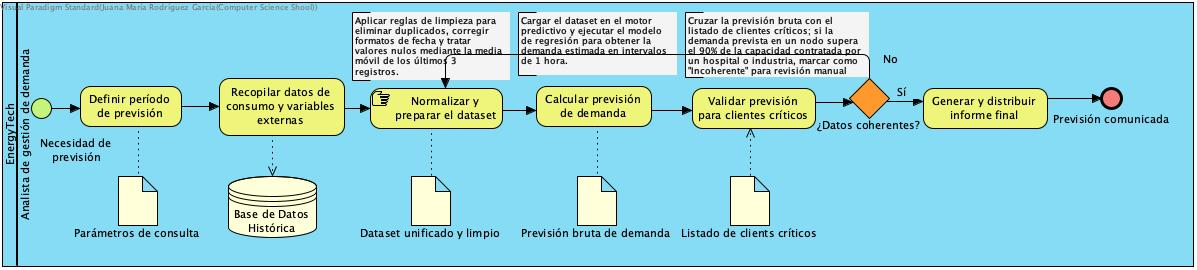 Visual Paradigm Standard(Juana María Rodríguez García(Computer Science Shool))
EnergyTech
Analista de gestión de demanda
Aplicar reglas de limpieza para
eliminar duplicados, corregir
formatos de fecha y tratar
valores nulos mediante la media
móvil de los últimos 3
registros.
Cargar el dataset en el motor
predictivo y ejecutar el modelo
de regresión para obtener la
demanda estimada en intervalos
de 1 hora.
Cruzar la previsión bruta con el
listado de clientes críticos; si la
demanda prevista en un nodo supera
el 90% de la capacidad contratada por
un hospital o industria, marcar como
"Incoherente" para revisión manual
No
Necesidad de
previsión
Definir período
de previsión
Recopilar datos de
consumo y variables
externas
Normalizar y
preparar el dataset
Calcular previsión
de demanda
Validar previsión
para clientes críticos
¿Datos coherentes?
Sí
Generar y distribuir
informe final
Previsión comunicada
Parámetros de consulta
Base de Datos
Histórica
Dataset unificado y limpio
Previsión bruta de demanda
Listado de clients críticos